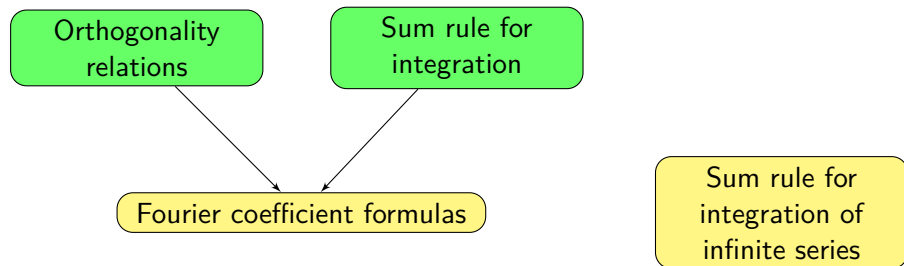 Orthogonality
relations
Sum rule for
integration
Fourier coefficient formulas
Sum rule for
integration of
infinite series